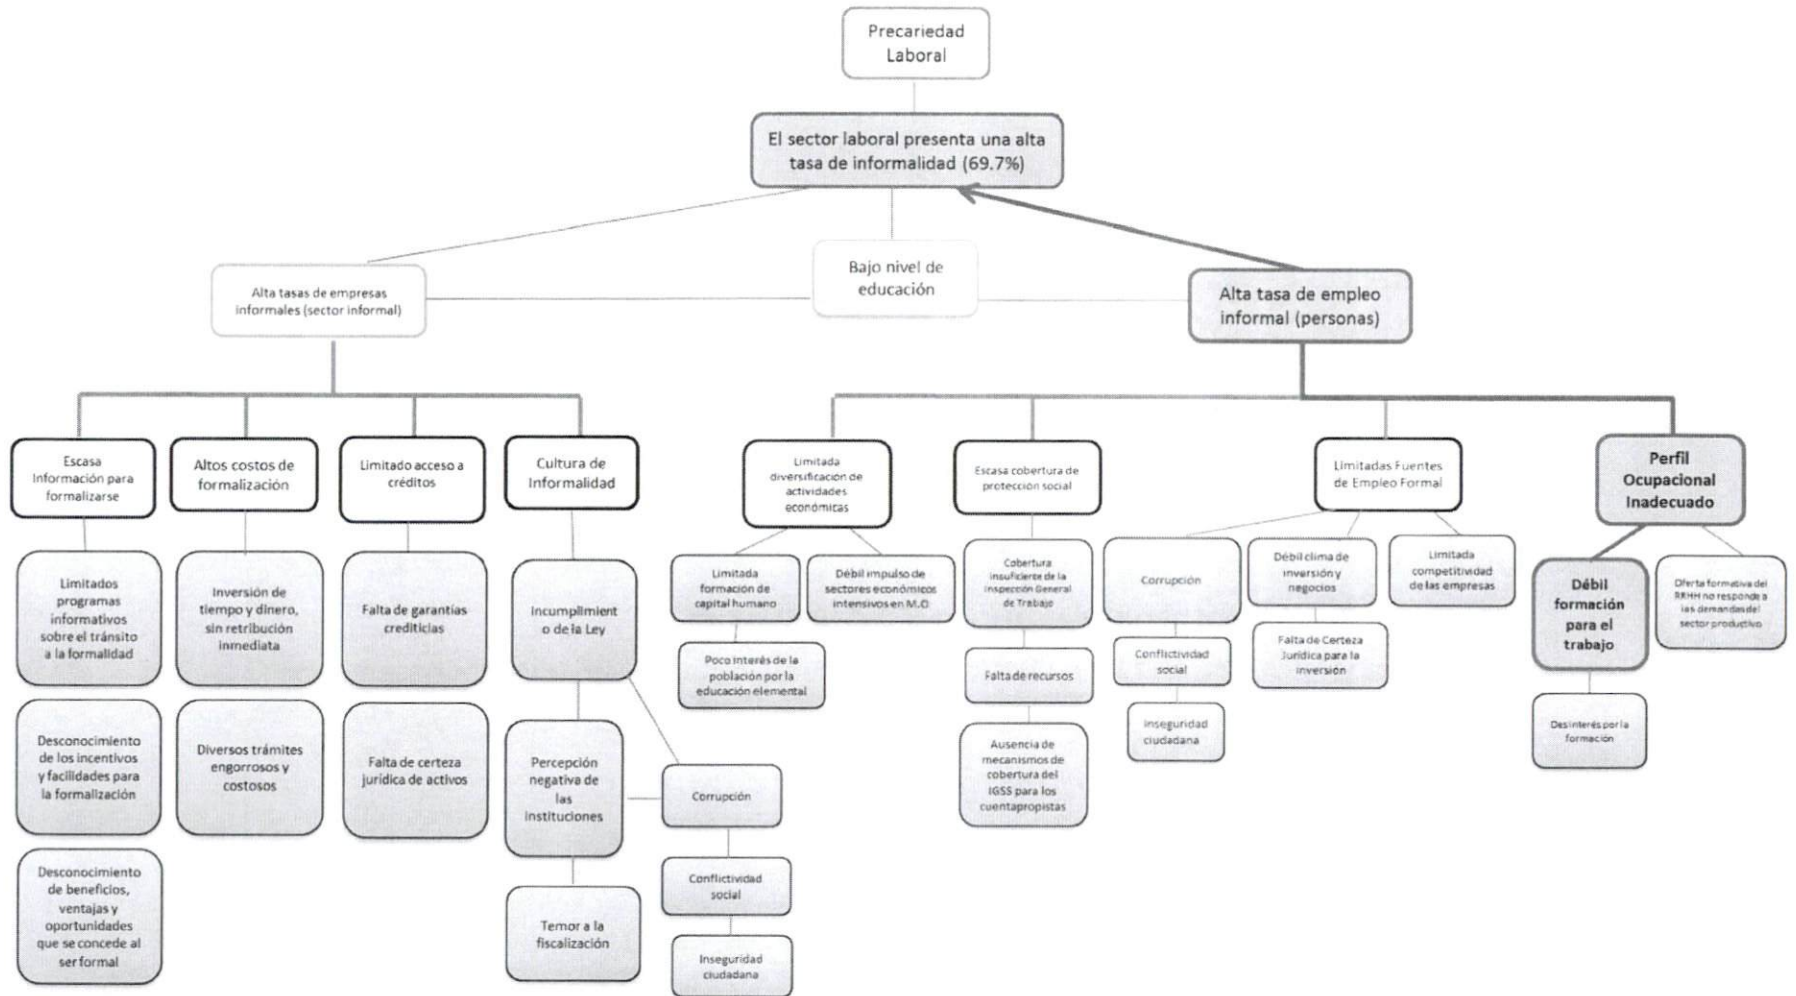 Precariedad
Laboral
El sector laboral presenta una alta
tasa de informalidad (69.7%)
Bajo nivel de
educación
Alta tasas de empresas
informales (sector informal)
Alta tasa de empleo
informal (personas)
Escasa
Información para
formalizarse
Altos costos de
formalización
Limitado acceso a
créditos
Cultura de
Informalidad
Limitada
diversificación de
actividades
económicas
Escasa cobertura de
protección social
Limitadas Fuentes
de Empleo Formal
Perfil
Ocupacional
Inadecuado
Limitados
programas
informativos
sobre el tránsito
a la formalidad
Inversión de
tiempo y dinero,
sin retribución
inmediata
Falta de garantías
crediticias
Incumplimient
o de la Ley
Limitada
formación de
capital humano
Débil impulso de
sectores económicos
intensivos en M.O
Cobertura
insuficiente de la
Inspección General
de Trabajo
Corrupción
Débil clima de
inversión y
negocios
Limitada
competitividad
de las empresas
Débil
formación
para el
trabajo
Oferta formativa del
RRHH no responde a
las demandas del
sector productivo
Poco interés de la
población por la
educación elemental
Falta de recursos
Conflictividad
social
Falta de Certeza
Jurídica para la
inversión
Desconocimiento
de los incentivos
y facilidades para
la formalización
Diversos trámites
engorrosos y
costosos
Falta de certeza
jurídica de activos
Percepción
negativa de
las
instituciones
Corrupción
Ausencia de
mecanismos de
cobertura del
IGSS para los
cuentapropistas
Inseguridad
ciudadana
Desinterés por la
formación
Desconocimiento
de beneficios,
ventajas y
oportunidades
que se concede al
ser formal
Temor a la
fiscalización
Conflictividad
social
Inseguridad
ciudadana